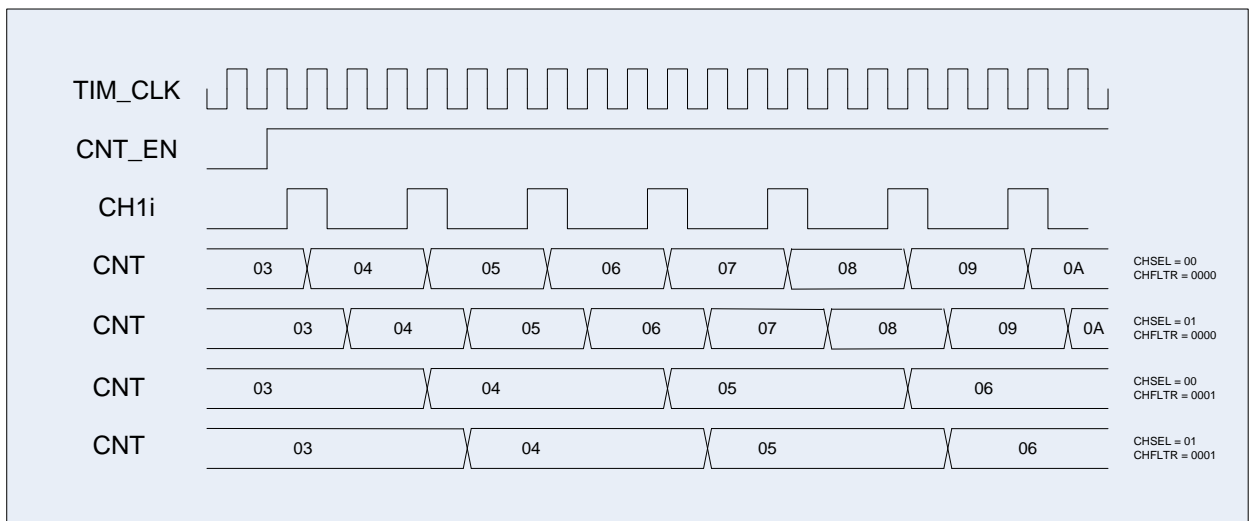 TIM_CLK
CNT_EN
CH1i
CNT 03 04 05 06 07 08 09 0A CHSEL = 00
CHFLTR = 0000
CNT 03 04 05 06 07 08 09 0A CHSEL = 01
CHFLTR = 0000
CNT 03 04 05 06 CHSEL = 00
CHFLTR = 0001
CNT 03 04 05 06 CHSEL = 01
CHFLTR = 0001